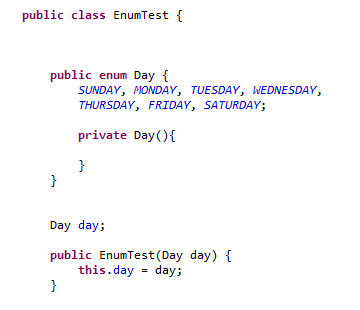 public class EnumTest {
public enum Day {
SUNDAY, MONDAY, TUESDAY, WEDNESDAY,
THURSDAY, FRIDAY, SATURDAY;
private Day(){
}
}
Day day;
public EnumTest(Day day) {
this.day = day;
}